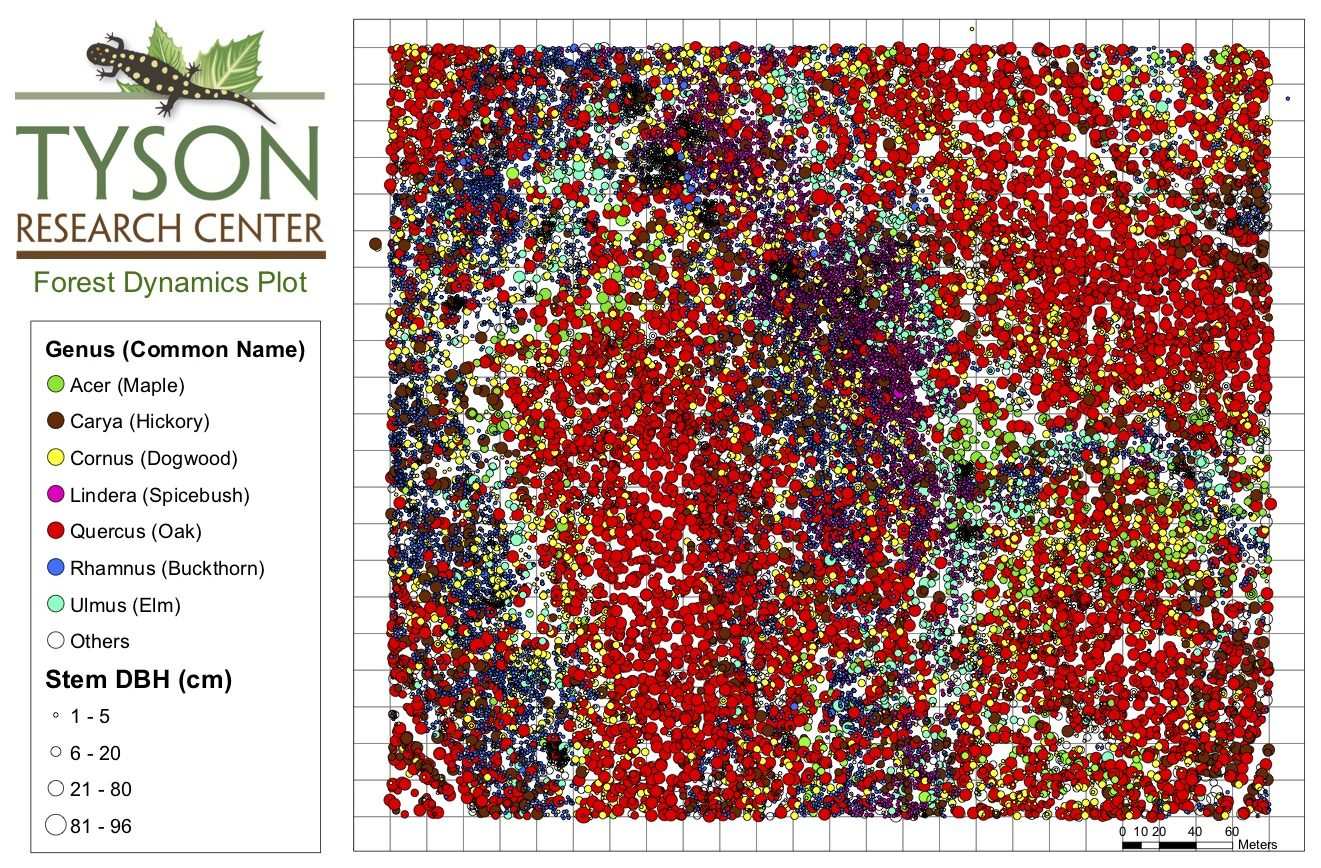 TYSON
RESEARCH CENTER
Forest Dynamics Plot
Genus (Common Name)
Acer (Maple)
Carya (Hickory)
Cornus (Dogwood)
Lindera (Spicebush)
Quercus (Oak)
Rhamnus (Buckthorn)
Ulmus (Elm)
Others
Stem DBH (cm)
1 - 5
6 - 20
21 - 80
81 - 96
0 10 20 40 60
Meters